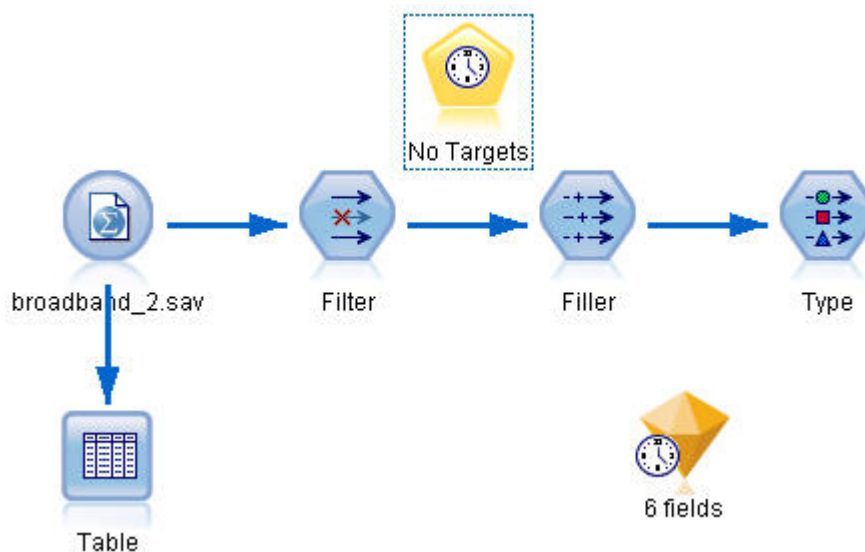 No Targets
broadband_2.sav
Filter
Filler
Type
6 fields
Table